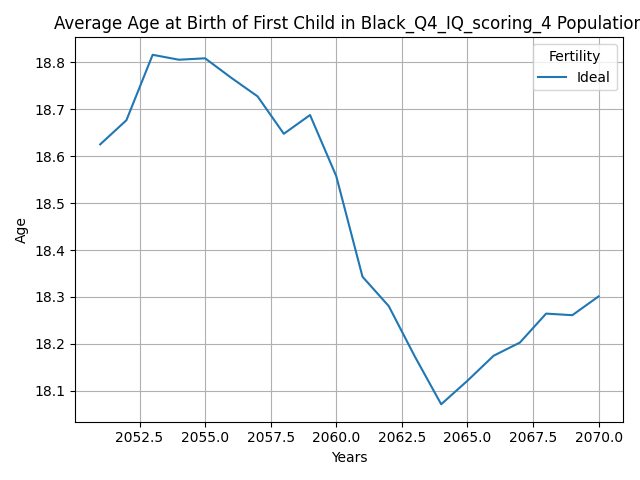 Average Age at Birth of First Child in Black_Q4_IQ_scoring_4 Population
Fertility
Ideal
18.8
18.7
18.6
18.5
18.4
18.3
18.2
18.1
Age
2052.5 2055.0 2057.5 2060.0 2062.5 2065.0 2067.5 2070.0
Years